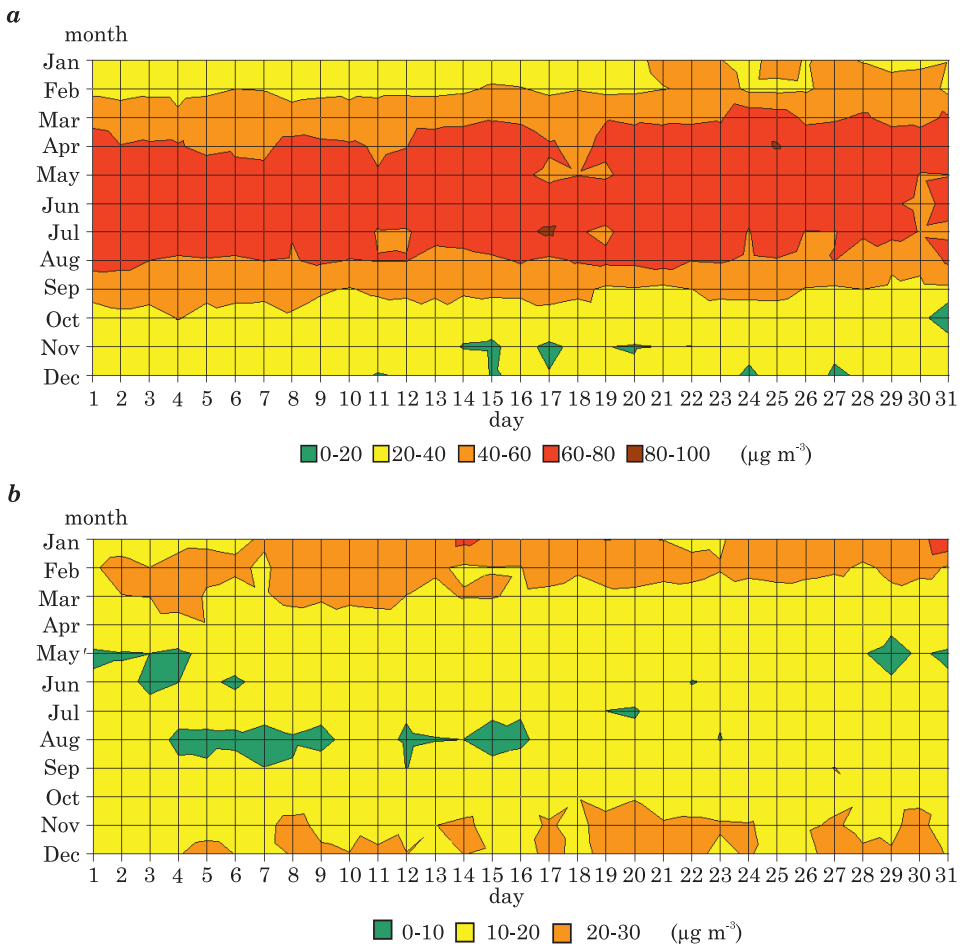 a
month
Jan
Feb
Mar
Apr
May
Jun
Jul
Aug
Sep
Oct
Nov
Dec
1 2 3 4 5 6 7 8 9 10 11 12 13 14 15 16 17 18 19 20 21 22 23 24 25 26 27 28 29 30 31
day
0-20 20-40 40-60 60-80 80-100 (µg m⁻³)
b
month
Jan
Feb
Mar
Apr
May
Jun
Jul
Aug
Sep
Oct
Nov
Dec
1 2 3 4 5 6 7 8 9 10 11 12 13 14 15 16 17 18 19 20 21 22 23 24 25 26 27 28 29 30 31
day
0-10 10-20 20-30 (µg m⁻³)